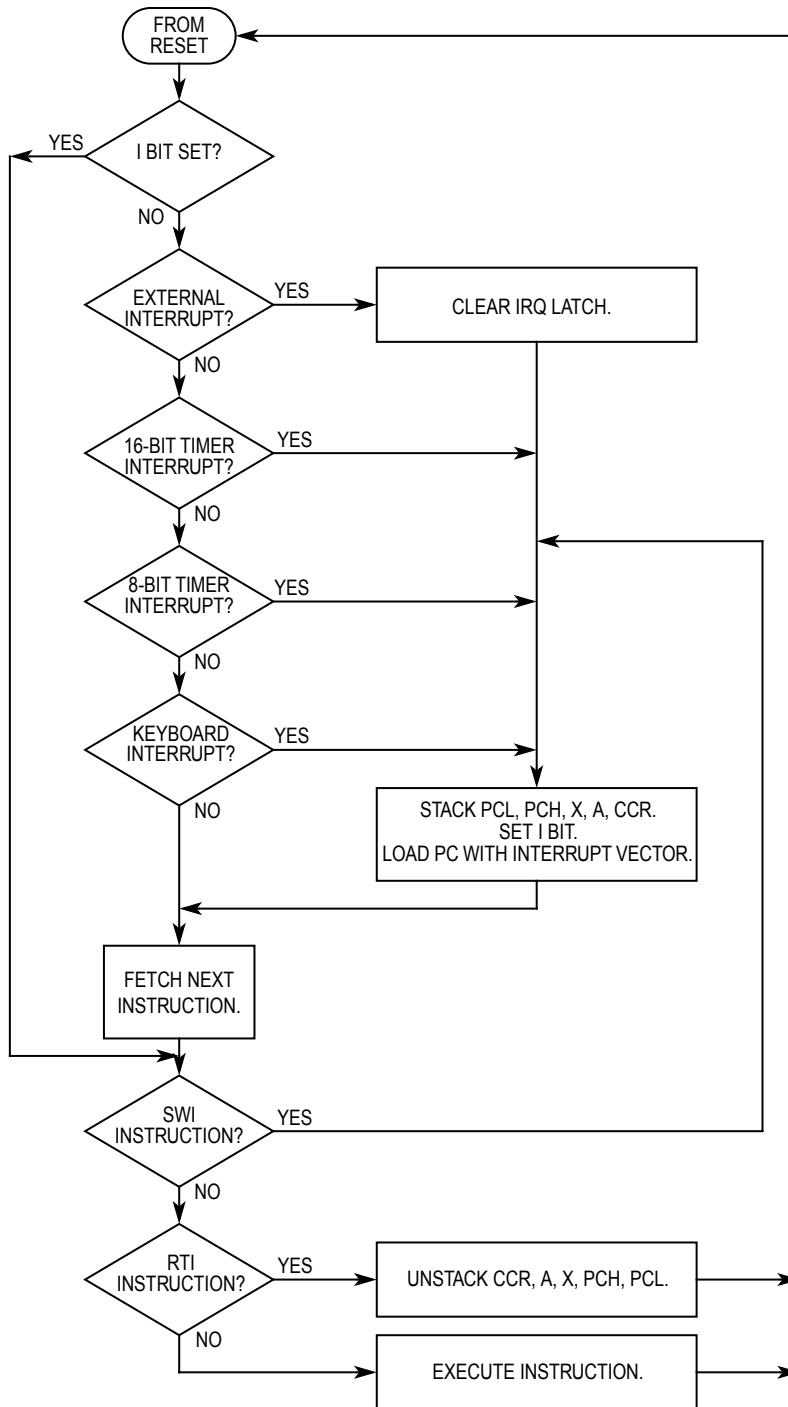 FROM
RESET
YES
I BIT SET?
NO
EXTERNAL
INTERRUPT?
YES
CLEAR IRQ LATCH.
NO
16-BIT TIMER
INTERRUPT?
YES
NO
8-BIT TIMER
INTERRUPT?
YES
NO
KEYBOARD
INTERRUPT?
YES
NO
STACK PCL, PCH, X, A, CCR.
SET I BIT.
LOAD PC WITH INTERRUPT VECTOR.
FETCH NEXT
INSTRUCTION.
SWI
INSTRUCTION?
YES
NO
RTI
INSTRUCTION?
YES
UNSTACK CCR, A, X, PCH, PCL.
NO
EXECUTE INSTRUCTION.